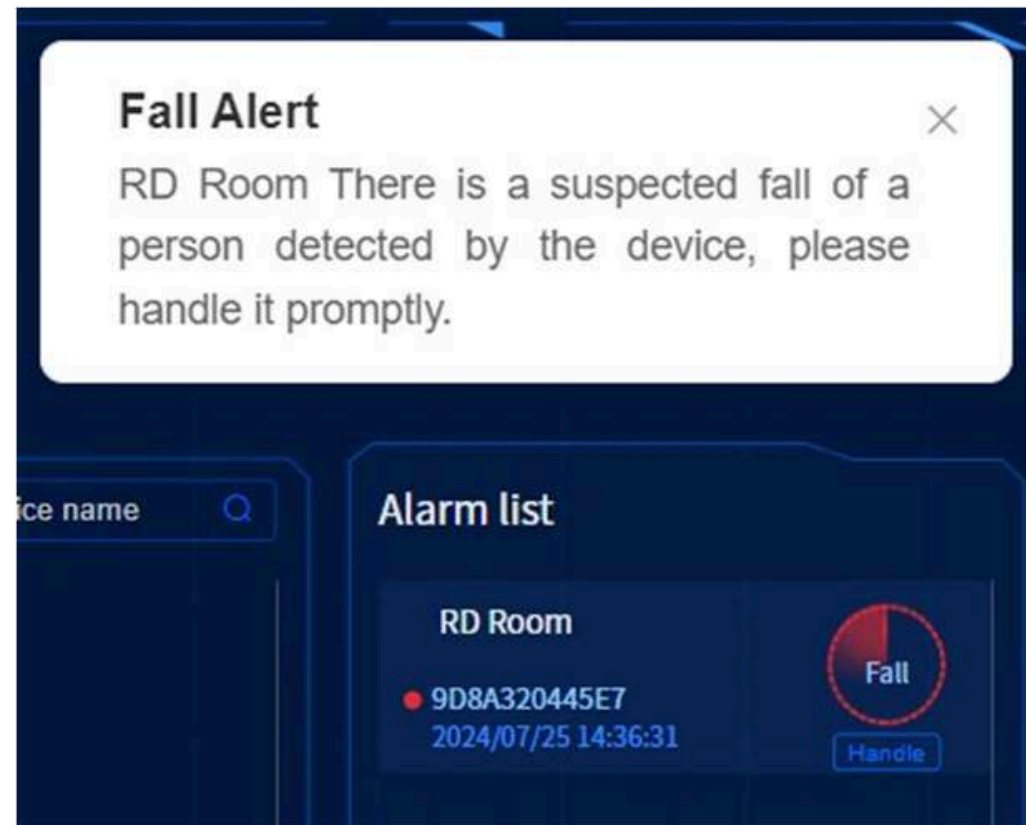 Fall Alert
RD Room There is a suspected fall of a
person detected by the device, please
handle it promptly.
ice name
Alarm list
RD Room
Fall
9D8A320445E7
2024/07/25 14:36:31
Handle